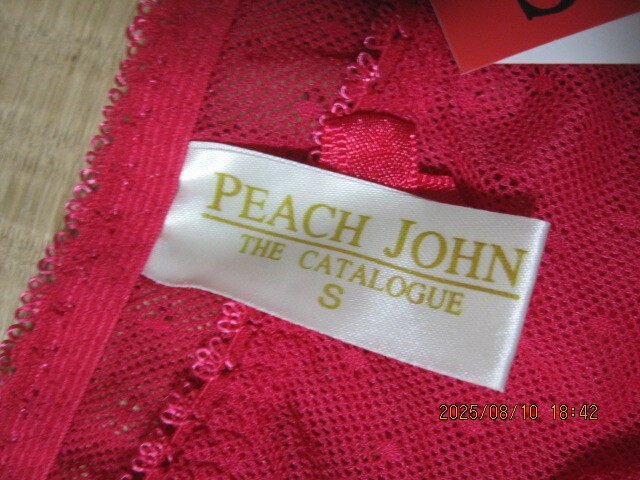 PEACH JOHN
THE CATALOGUE
S
2025/08/10 18:42